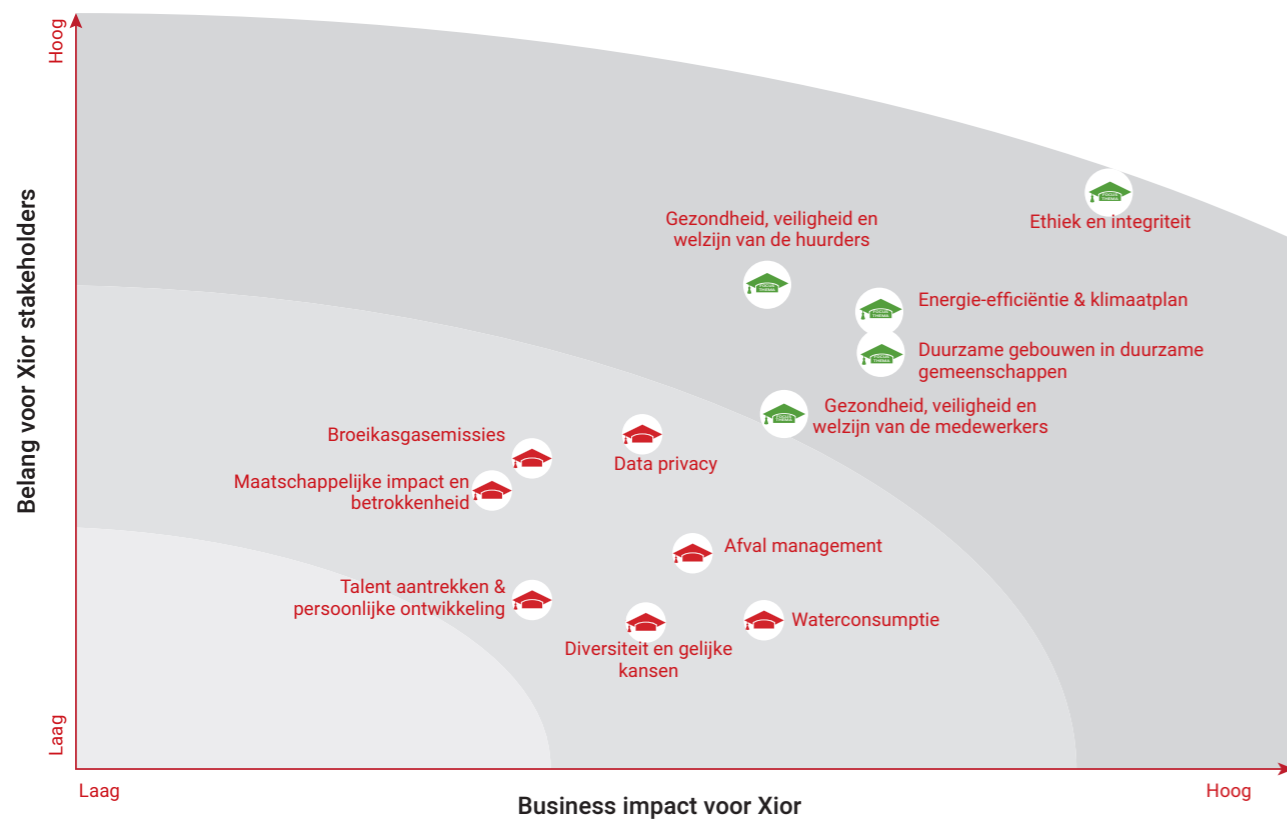 Hoog
Belang voor Xior stakeholders
Laag
Ethiek en integriteit
Gezondheid, veiligheid en
welzijn van de huurders
Energie-efficiëntie & klimaatplan
Duurzame gebouwen in duurzame
gemeenschappen
Gezondheid, veiligheid en
welzijn van de medewerkers
Broeikasgasemissies
Data privacy
Maatschappelijke impact en
betrokkenheid
Afval management
Talent aantrekken &
persoonlijke ontwikkeling
Diversiteit en gelijke
kansen
Waterconsumptie
Laag
Business impact voor Xior
Hoog